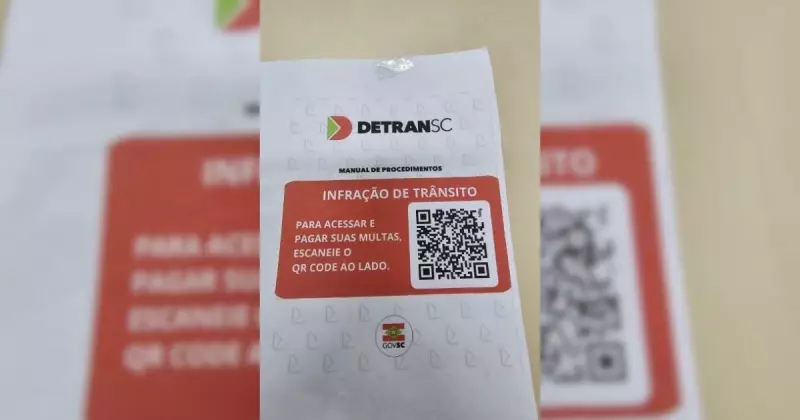 DETRANSC
MANUAL DE PROCEDIMENTOS
INFRAÇÃO DE TRÂNSITO
PARA ACESSAR E
PAGAR SUAS MULTAS,
ESCANEIE O
QR CODE AO LADO.
GOVSC